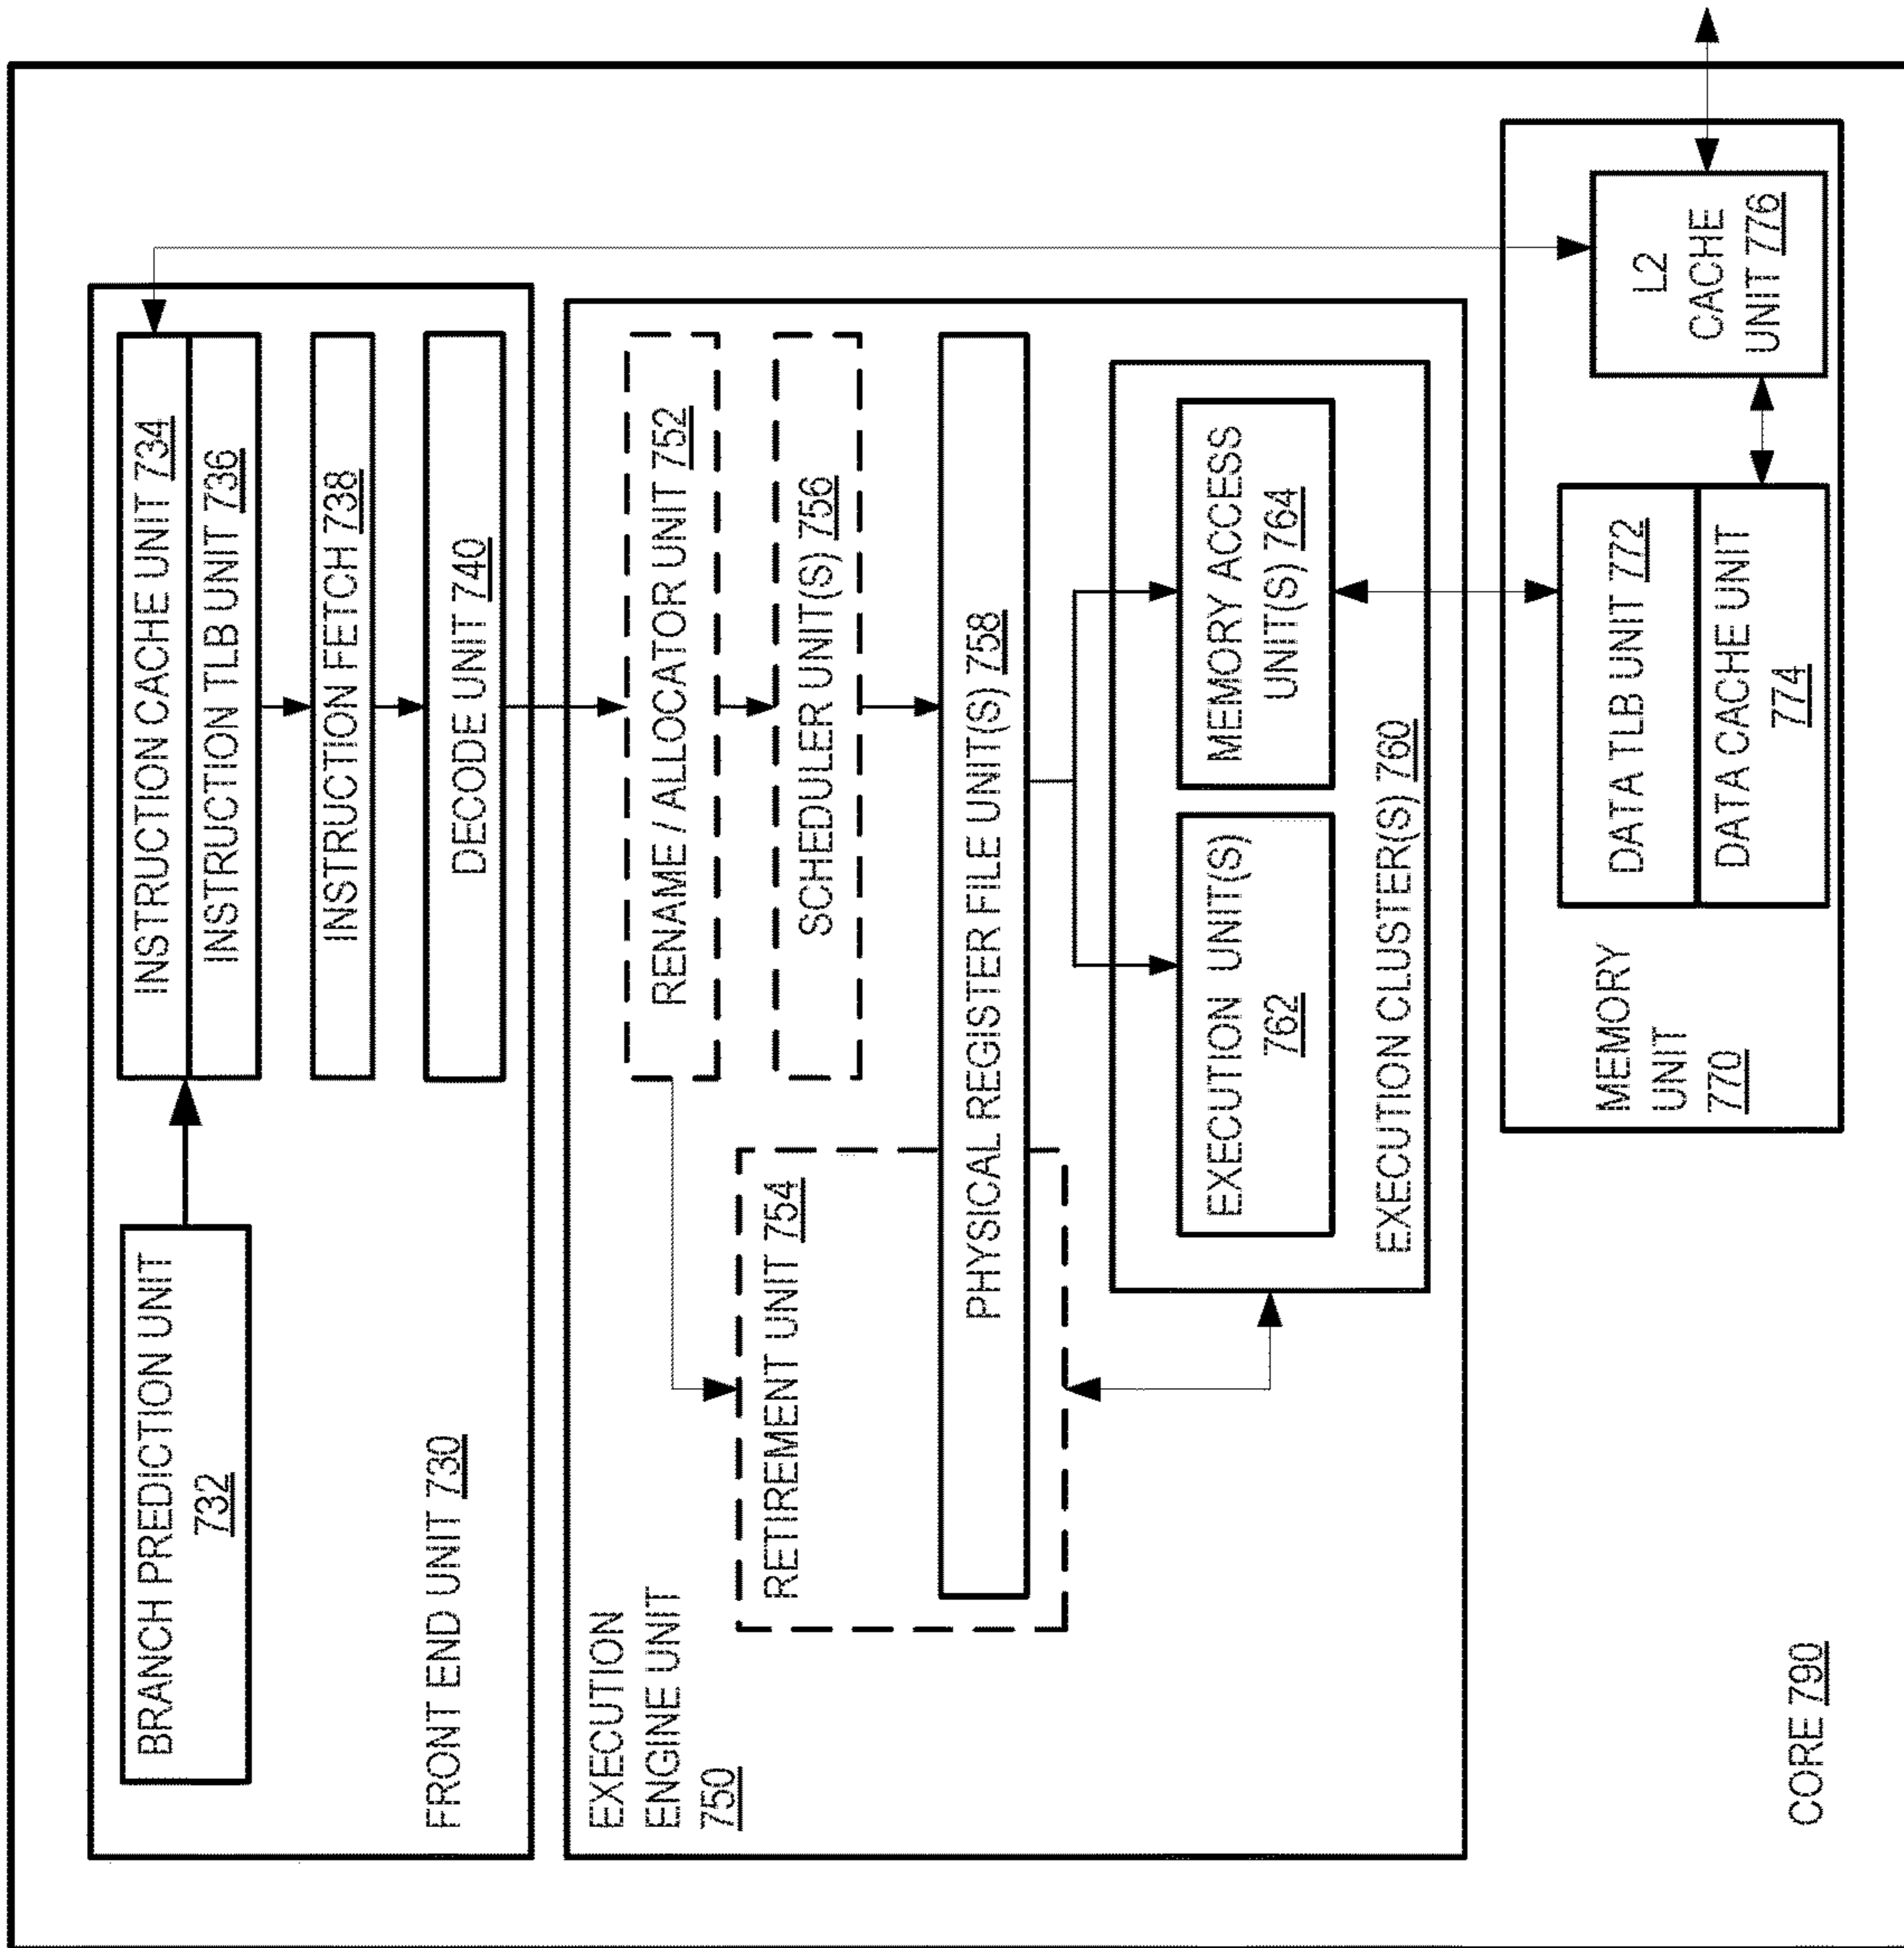 BRANCH PREDICTION UNIT
732
INSTRUCTION CACHE UNIT 734
INSTRUCTION TLB UNIT 736
INSTRUCTION FETCH 738
DECODE UNIT 740
FRONT END UNIT 730
EXECUTION
ENGINE UNIT
750
RENAME / ALLOCATOR UNIT 752
RETIREMENT UNIT 754
SCHEDULER UNIT(S) 756
PHYSICAL REGISTER FILE UNIT(S) 758
EXECUTION UNIT(S)
762
MEMORY ACCESS
UNIT(S) 764
EXECUTION CLUSTER(S) 760
MEMORY
UNIT
770
DATA TLB UNIT 772
DATA CACHE UNIT
774
L2
CACHE
UNIT 776
CORE 790